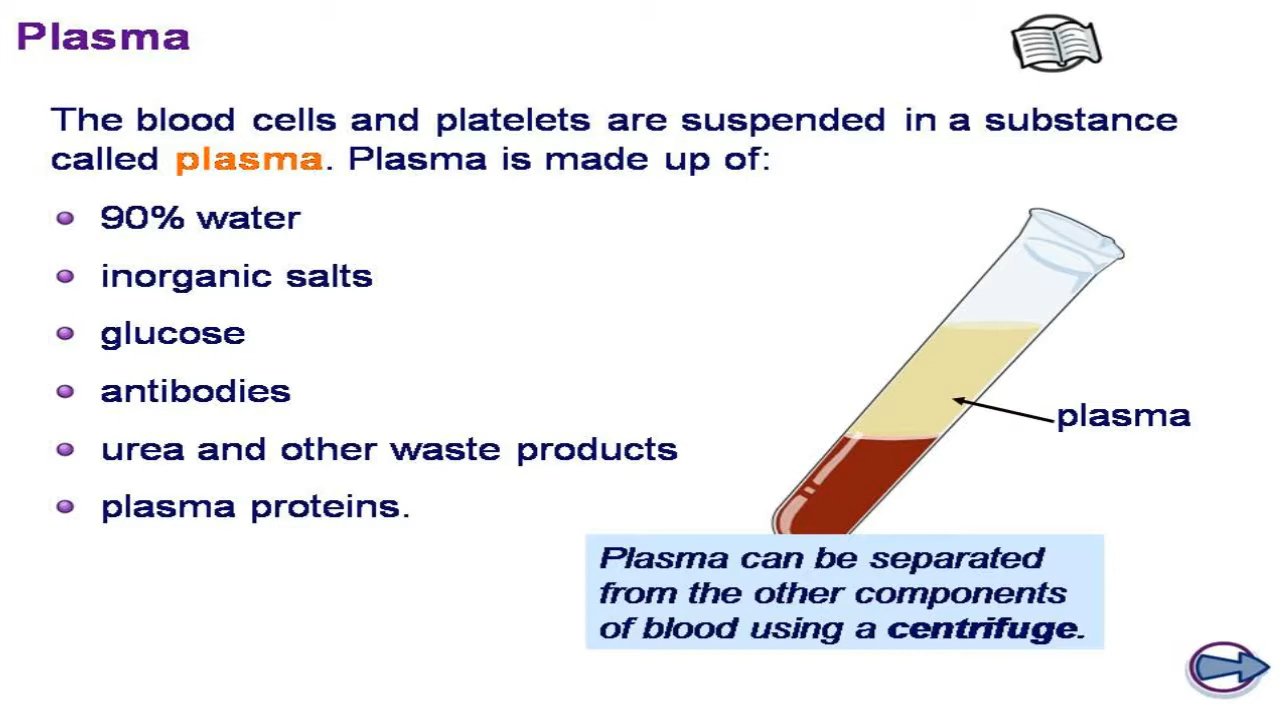 Plasma
The blood cells and platelets are suspended in a substance
called plasma. Plasma is made up of:
90% water
inorganic salts
glucose
antibodies
plasma
urea and other waste products
plasma proteins.
Plasma can be separated
from the other components
of blood using a centrifuge.